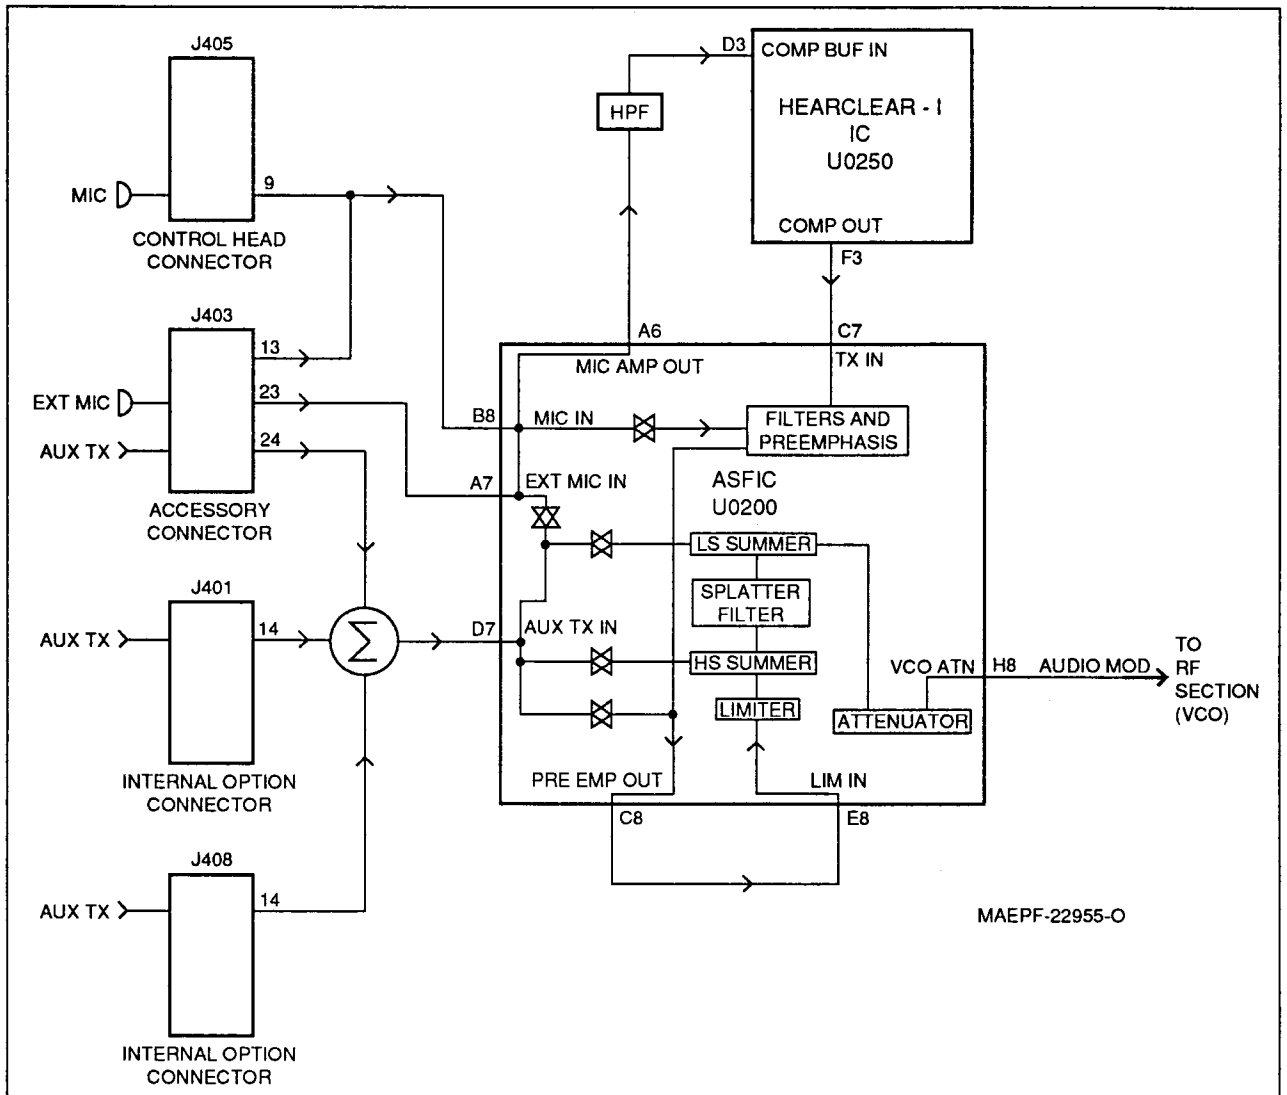 J405
MIC
9
CONTROL HEAD
CONNECTOR
J403
13
EXT MIC
23
AUX TX
24
ACCESSORY
CONNECTOR
J401
AUX TX
14
Σ
INTERNAL OPTION
CONNECTOR
J408
AUX TX
14
INTERNAL OPTION
CONNECTOR
D3
COMP BUF IN
HPF
HEARCLEAR - I
IC
U0250
COMP OUT
F3
A6
C7
MIC AMP OUT
TX IN
B8
MIC IN
FILTERS AND
PREEMPHASIS
A7
EXT MIC IN
ASFIC
U0200
LS SUMMER
SPLATTER
FILTER
D7
AUX TX IN
HS SUMMER
LIMITER
VCO ATN
H8
AUDIO MOD
ATTENUATOR
TO
RF
SECTION
(VCO)
PRE EMP OUT
LIM IN
C8
E8
MAEPF-22955-O